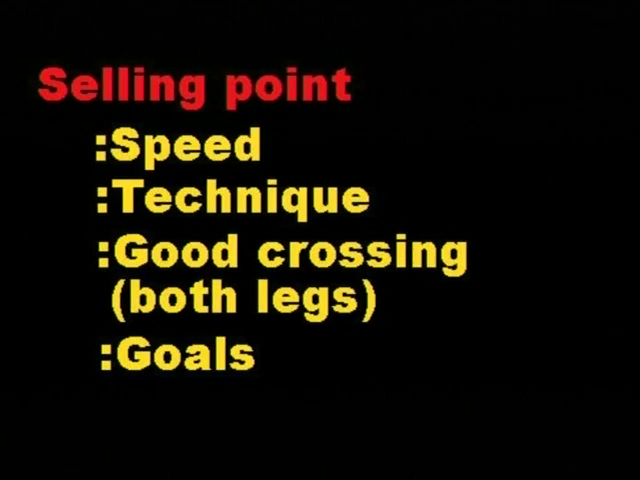 Selling point
:Speed
:Technique
:Good crossing
(both legs)
:Goals